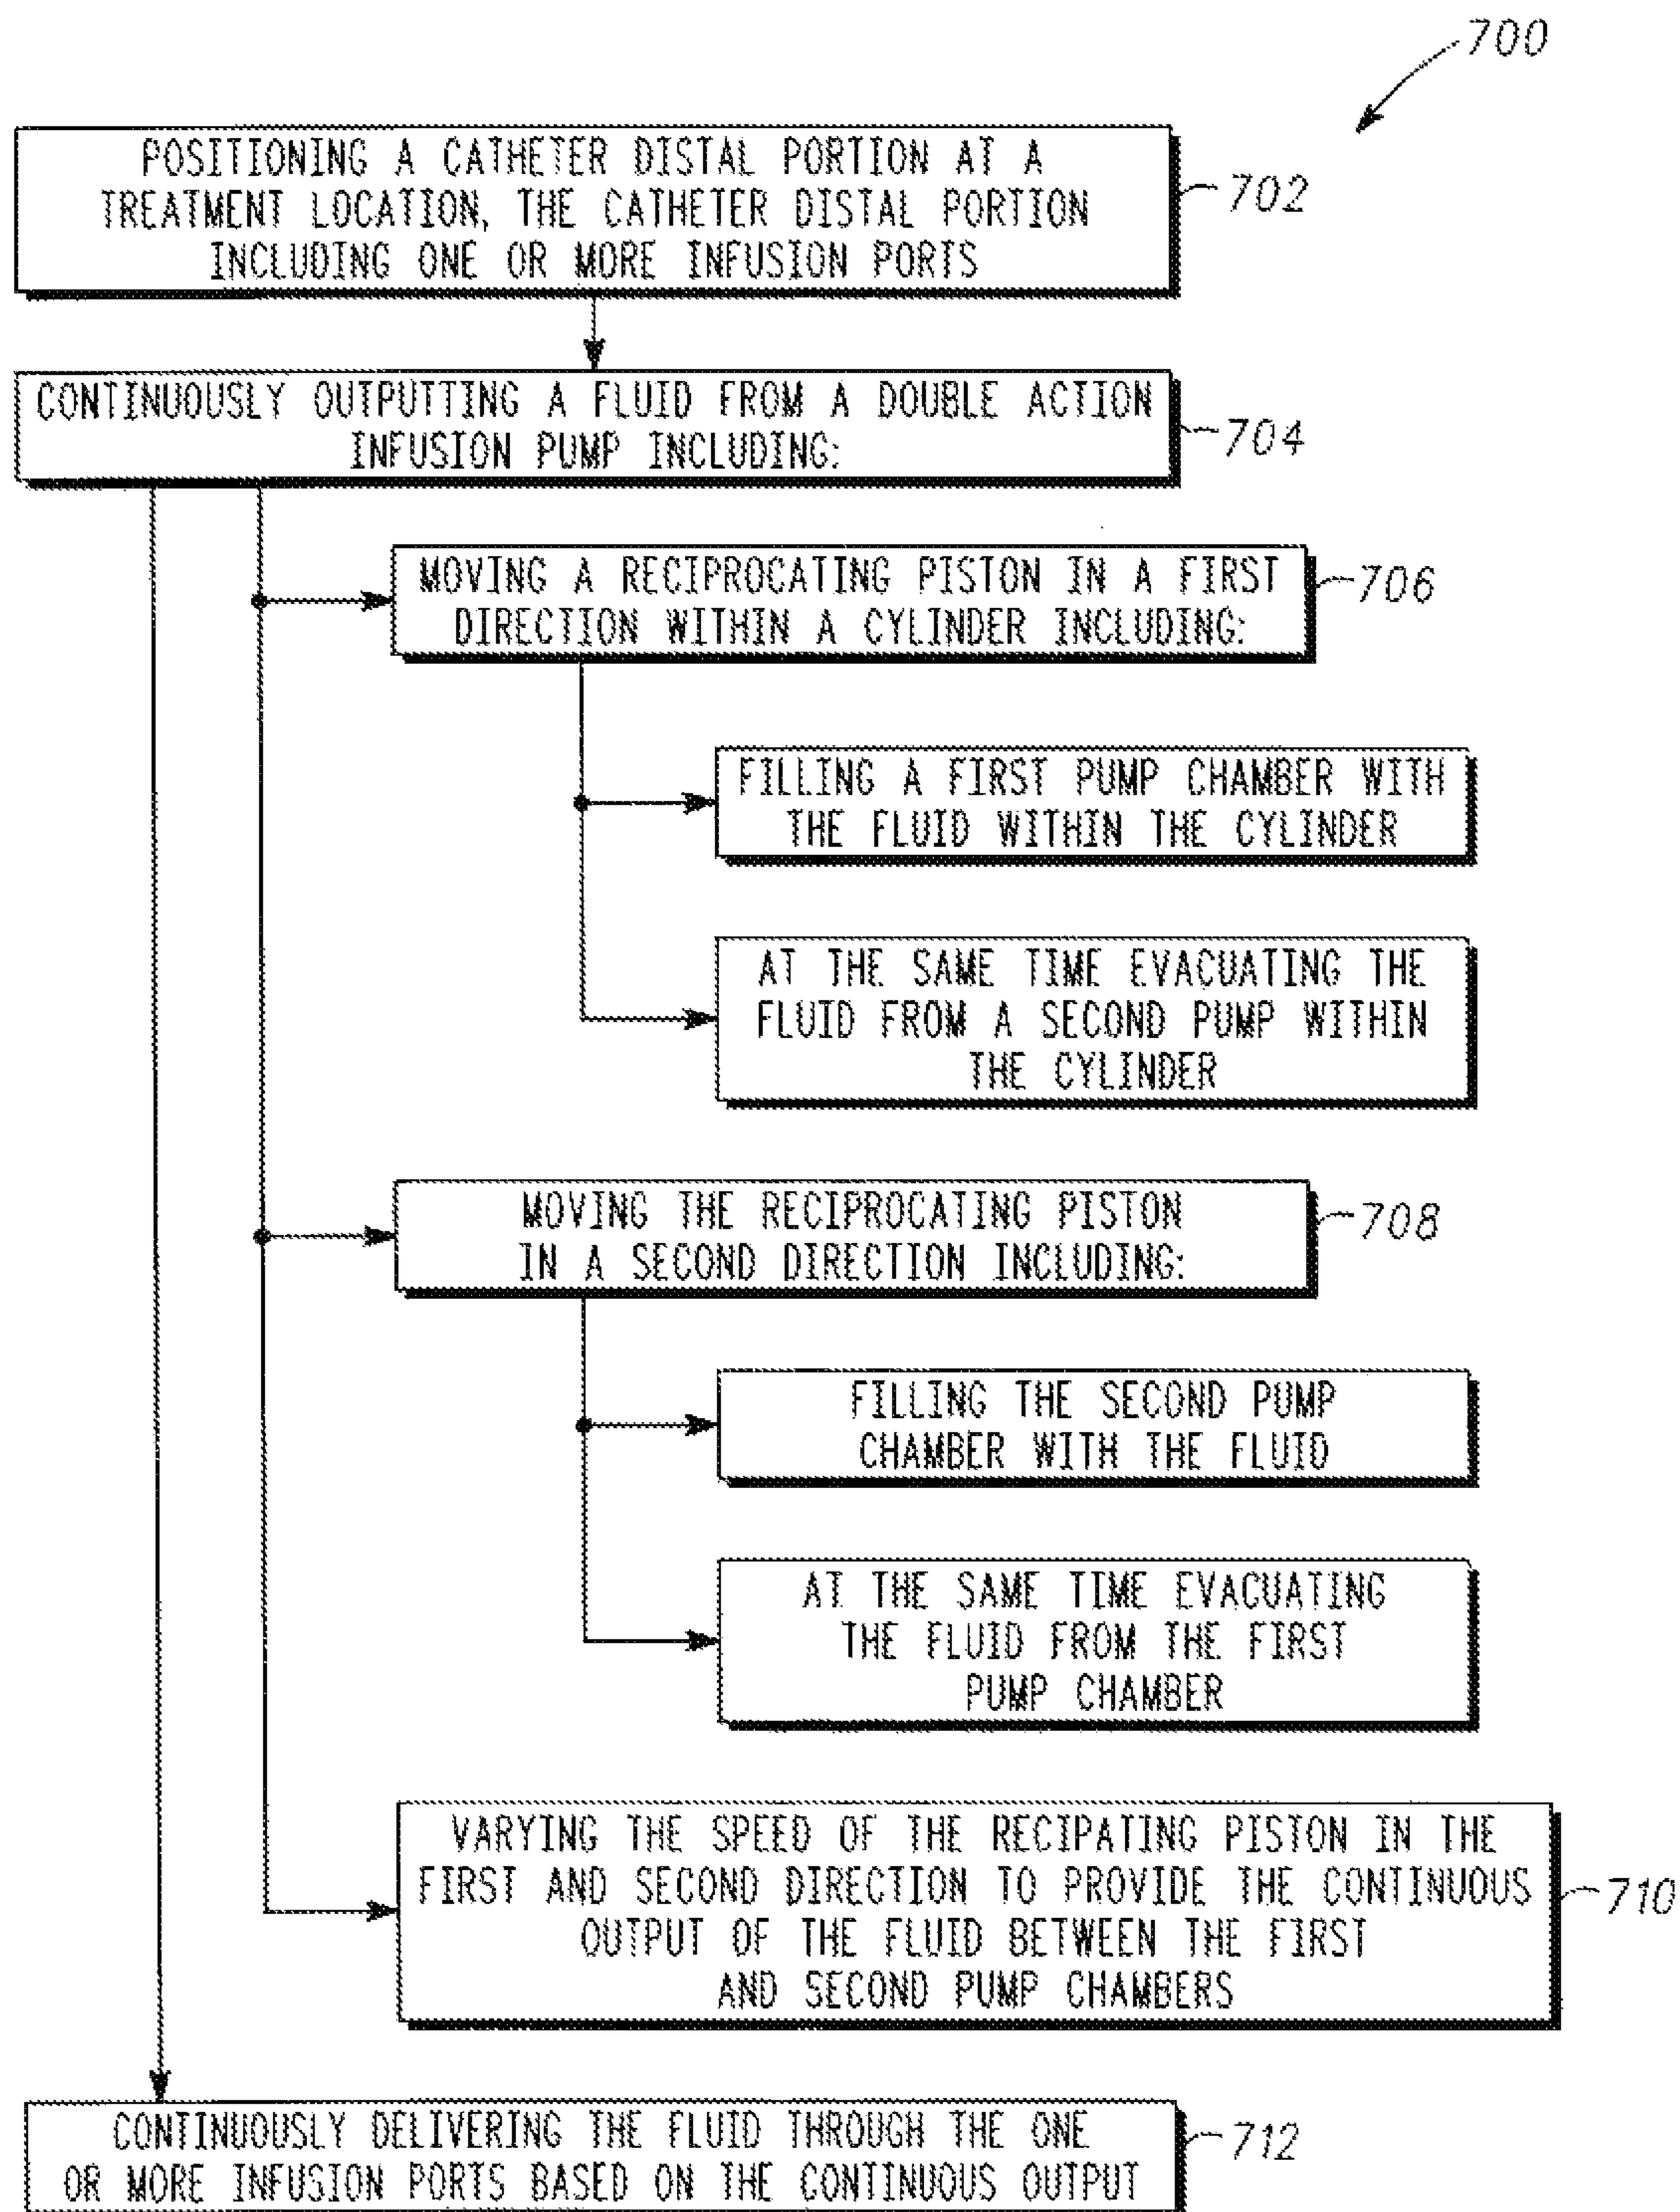 700
POSITIONING A CATHETER DISTAL PORTION AT A
TREATMENT LOCATION, THE CATHETER DISTAL PORTION
INCLUDING ONE OR MORE INFUSION PORTS
702
CONTINUOUSLY OUTPUTTING A FLUID FROM A DOUBLE ACTION
INFUSION PUMP INCLUDING:
704
MOVING A RECIPROCATING PISTON IN A FIRST
DIRECTION WITHIN A CYLINDER INCLUDING:
706
FILLING A FIRST PUMP CHAMBER WITH
THE FLUID WITHIN THE CYLINDER
AT THE SAME TIME EVACUATING THE
FLUID FROM A SECOND PUMP WITHIN
THE CYLINDER
MOVING THE RECIPROCATING PISTON
IN A SECOND DIRECTION INCLUDING:
708
FILLING THE SECOND PUMP
CHAMBER WITH THE FLUID
AT THE SAME TIME EVACUATING
THE FLUID FROM THE FIRST
PUMP CHAMBER
VARYING THE SPEED OF THE RECIPATING PISTON IN THE
FIRST AND SECOND DIRECTION TO PROVIDE THE CONTINUOUS
OUTPUT OF THE FLUID BETWEEN THE FIRST
AND SECOND PUMP CHAMBERS
710
CONTINUOUSLY DELIVERING THE FLUID THROUGH THE ONE
OR MORE INFUSION PORTS BASED ON THE CONTINUOUS OUTPUT
712